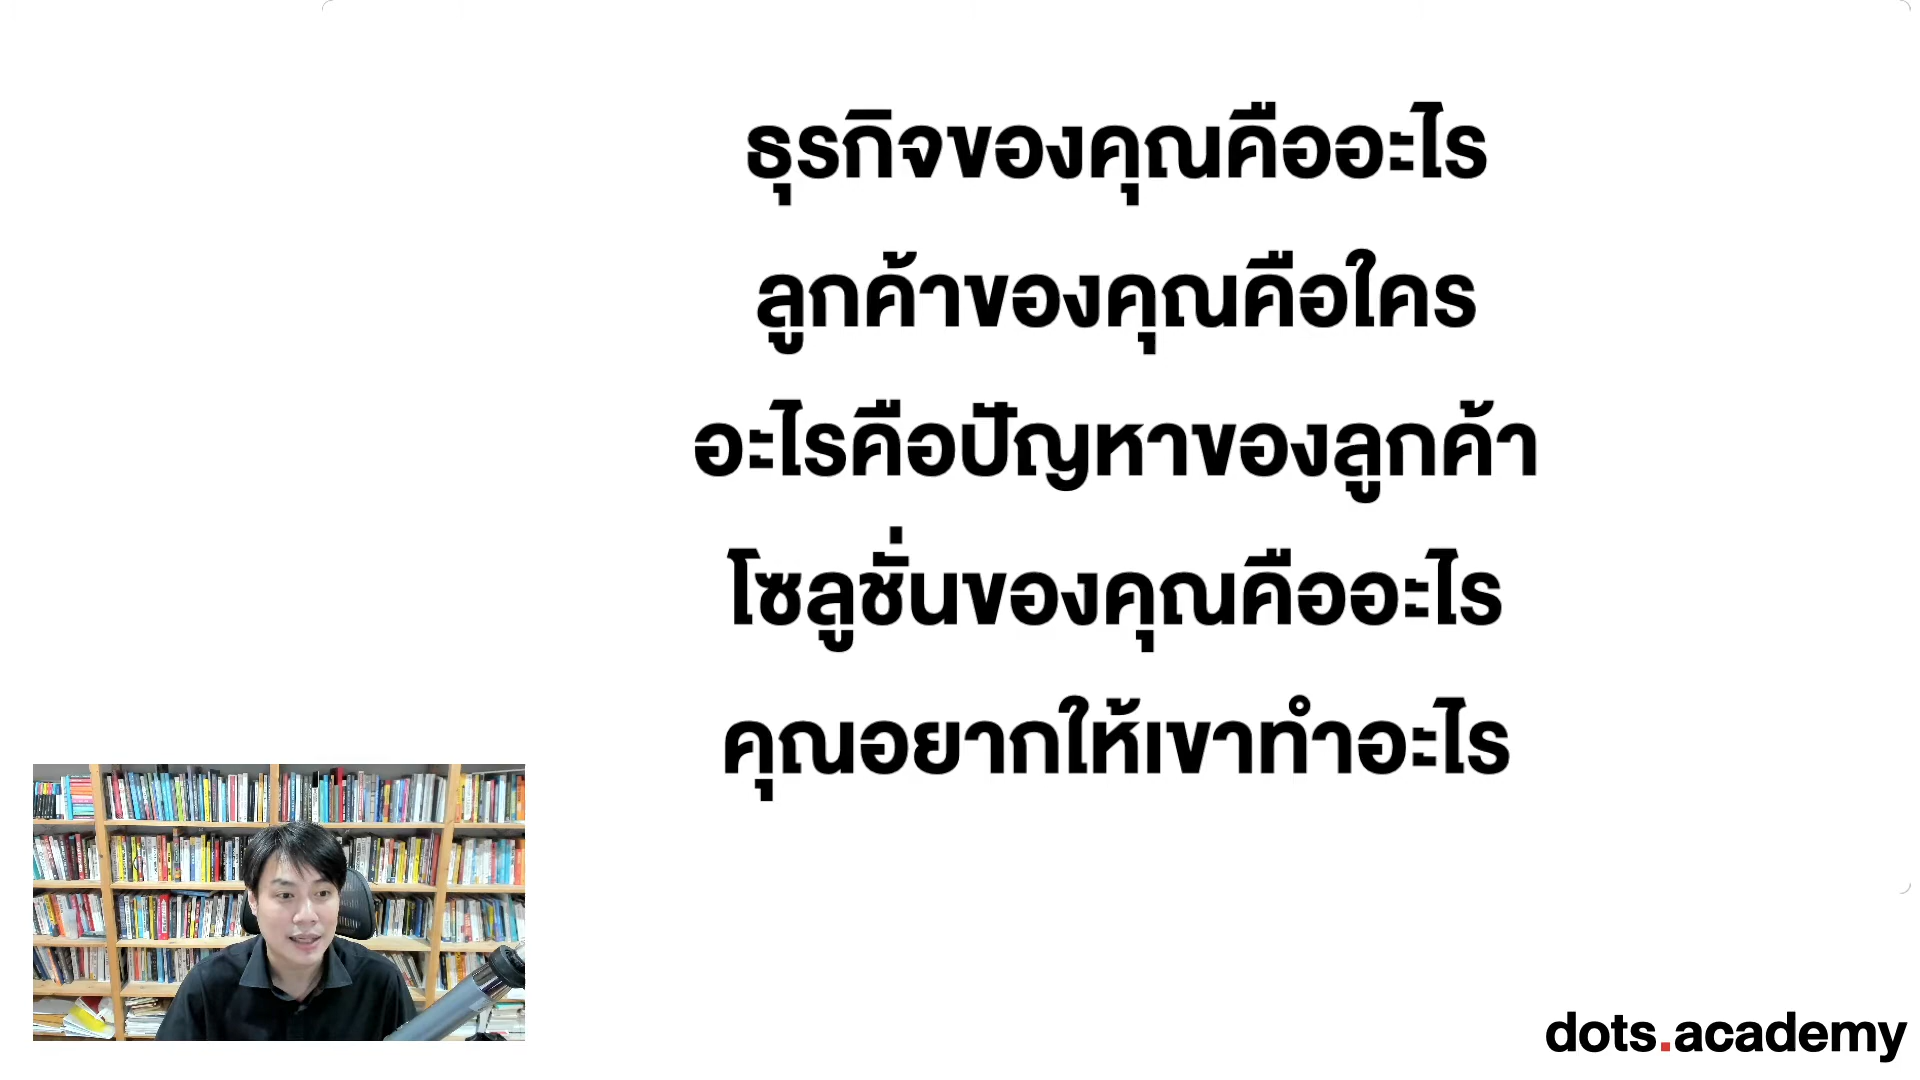 ธุรกิจของคุณคืออะไร
ลูกค้าของคุณคือใคร
อะไรคือปัญหาของลูกค้า
โซลูชั่นของคุณคืออะไร
คุณอยากให้เขาทำอะไร
dots.academy